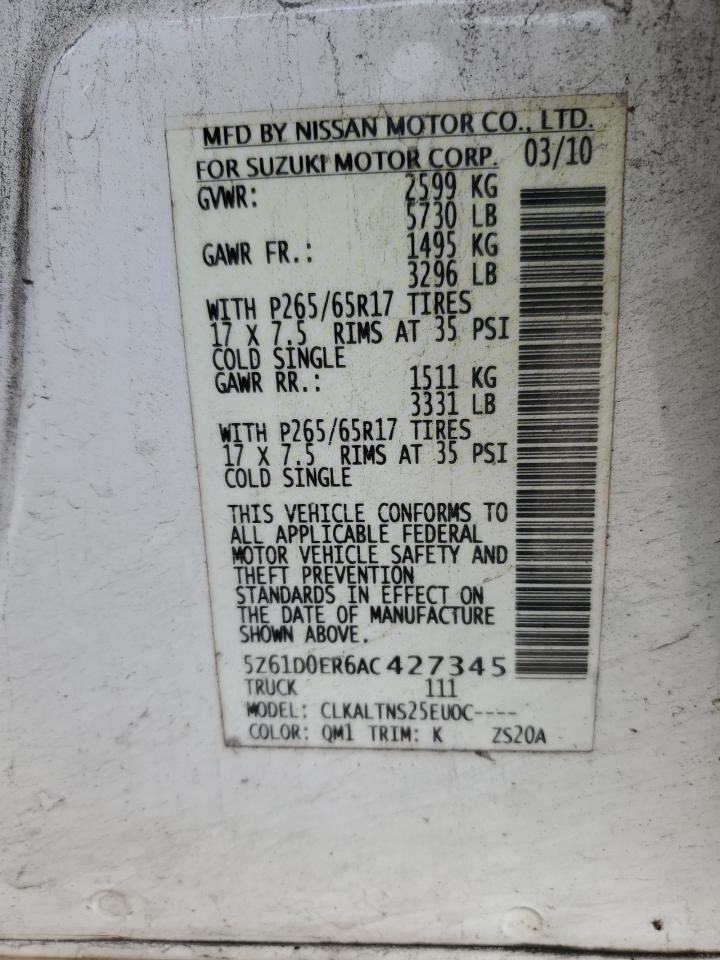 MFD BY NISSAN MOTOR CO., LTD.
FOR SUZUKI MOTOR CORP. 03/10
GVWR: 2599 KG
5730 LB
GAWR FR.: 1495 KG
3296 LB
WITH P265/65R17 TIRES
17 X 7.5 RIMS AT 35 PSI
COLD SINGLE
GAWR RR.: 1511 KG
3331 LB
WITH P265/65R17 TIRES
17 X 7.5 RIMS AT 35 PSI
COLD SINGLE
THIS VEHICLE CONFORMS TO
ALL APPLICABLE FEDERAL
MOTOR VEHICLE SAFETY AND
THEFT PREVENTION
STANDARDS IN EFFECT ON
THE DATE OF MANUFACTURE
SHOWN ABOVE.
5Z61D0ER6AC427345
TRUCK 111
MODEL: CLKALTNS25EUOC----
COLOR: QM1 TRIM: K ZS20A